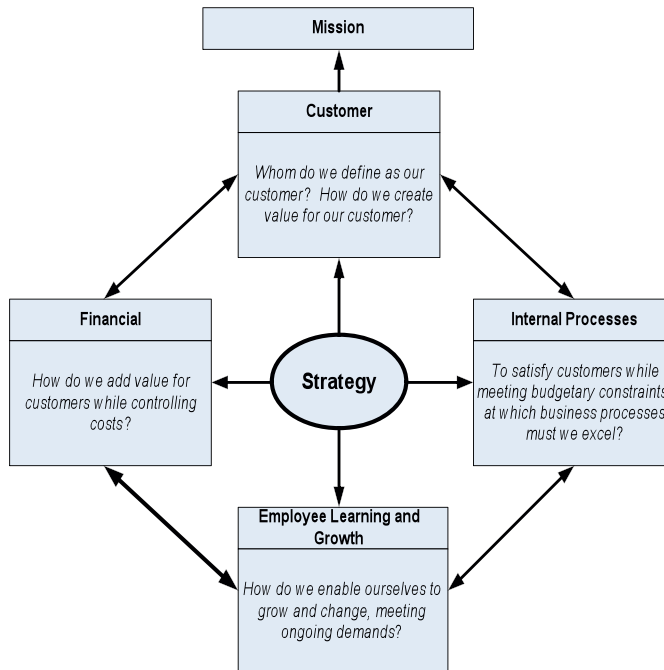 Mission
Customer
Whom do we define as our
customer? How do we create
value for our customer?
Financial
How do we add value for
customers while controlling
costs?
Strategy
Internal Processes
To satisfy customers while
meeting budgetary constraints,
at which business processes
must we excel?
Employee Learning and
Growth
How do we enable ourselves to
grow and change, meeting
ongoing demands?